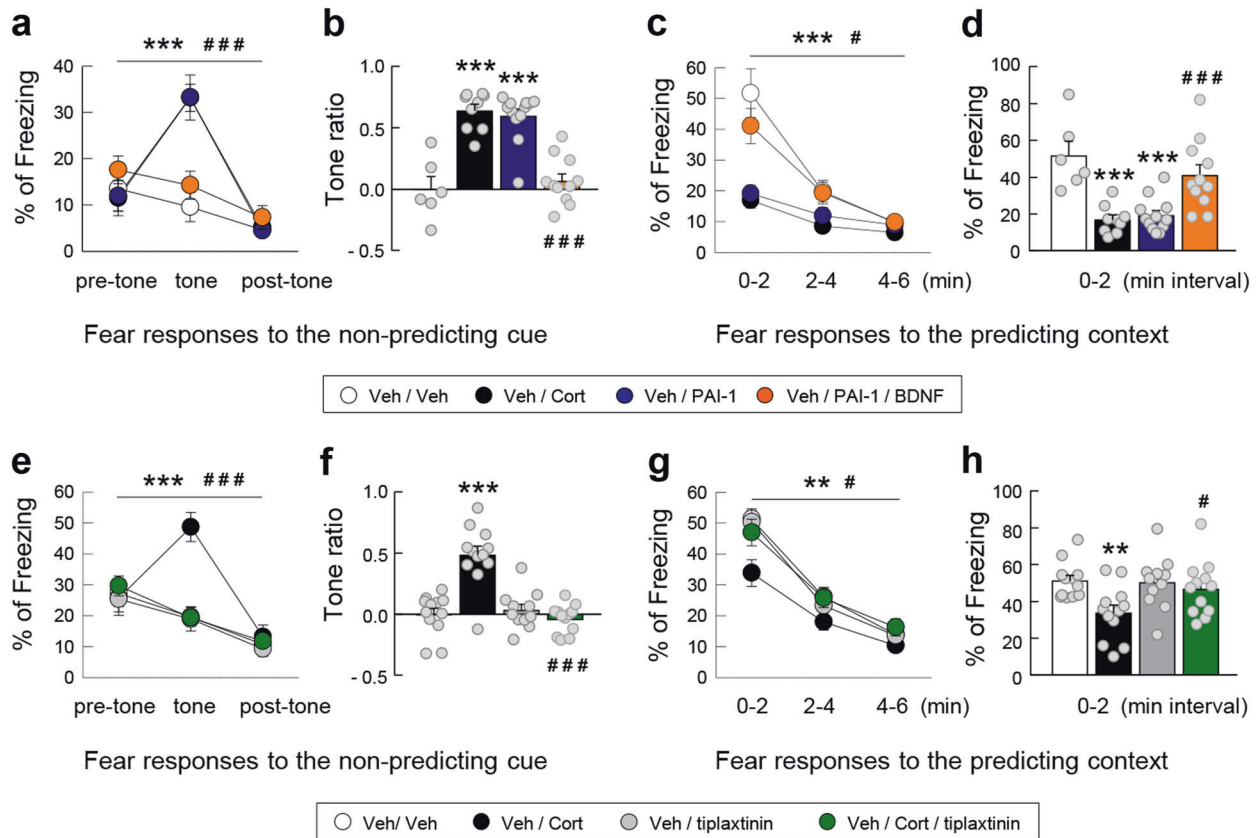 a
*** ###
% of Freezing
40
30
20
10
0
pre-tone tone post-tone
b
*** ***
Tone ratio
1.0
0.5
0.0
- 0.5
###
c
*** #
% of Freezing
60
50
40
30
20
10
0
0-2 2-4 4-6 (min)
d
###
*** ***
% of Freezing
100
80
60
40
20
0
0-2 (min interval)
Fear responses to the non-predicting cue
Fear responses to the predicting context
Veh / Veh Veh / Cort Veh / PAI-1 Veh / PAI-1 / BDNF
e
*** ###
% of Freezing
60
50
40
30
20
10
0
pre-tone tone post-tone
f
***
Tone ratio
1.0
0.5
0.0
- 0.5
###
g
** #
% of Freezing
60
50
40
30
20
10
0
0-2 2-4 4-6 (min)
h
#
**
% of Freezing
100
80
60
40
20
0
0-2 (min interval)
Fear responses to the non-predicting cue
Fear responses to the predicting context
Veh/ Veh Veh / Cort Veh / tiplaxtinin Veh / Cort / tiplaxtinin